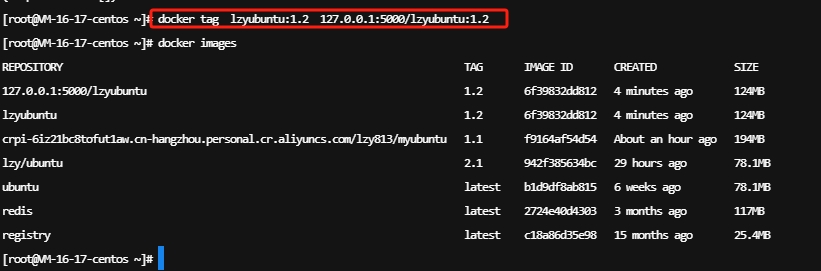 [root@VM-16-17-centos ~]# docker tag lzyubuntu:1.2 127.0.0.1:5000/lzyubuntu:1.2
[root@VM-16-17-centos ~]# docker images
REPOSITORY TAG IMAGE ID CREATED SIZE
127.0.0.1:5000/lzyubuntu 1.2 6f39832dd812 4 minutes ago 124MB
lzyubuntu 1.2 6f39832dd812 4 minutes ago 124MB
crpi-6iz21bc8tofut1aw.cn-hangzhou.personal.cr.aliyuncs.com/lzy813/myubuntu 1.1 f9164af54d54 About an hour ago 194MB
lzy/ubuntu 2.1 942f385634bc 29 hours ago 78.1MB
ubuntu latest b1d9df8ab815 6 weeks ago 78.1MB
redis latest 2724e40d4303 3 months ago 117MB
registry latest c18a86d35e98 15 months ago 25.4MB
[root@VM-16-17-centos ~]#